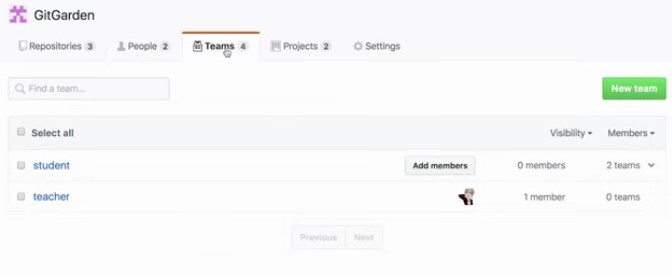 GitGarden
Repositories 3 People 2 Teams 4 Projects 2 Settings
Find a team... New team
Select all Visibility Members
student Add members 0 members 2 teams
teacher 1 member 0 teams
Previous Next